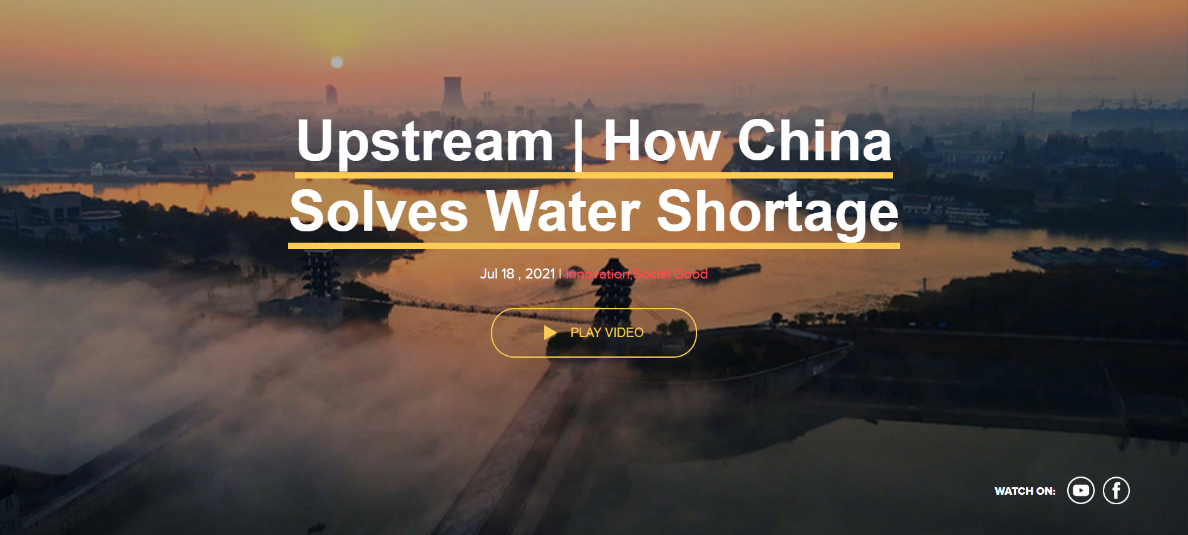 Upstream | How China
Solves Water Shortage
Jul 18 , 2021 | Innovation,Social Good
PLAY VIDEO
WATCH ON: